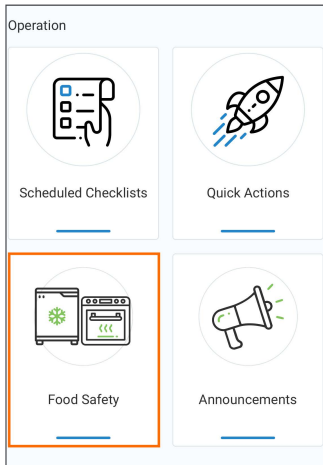 Operation
Scheduled Checklists
Quick Actions
Food Safety
Announcements